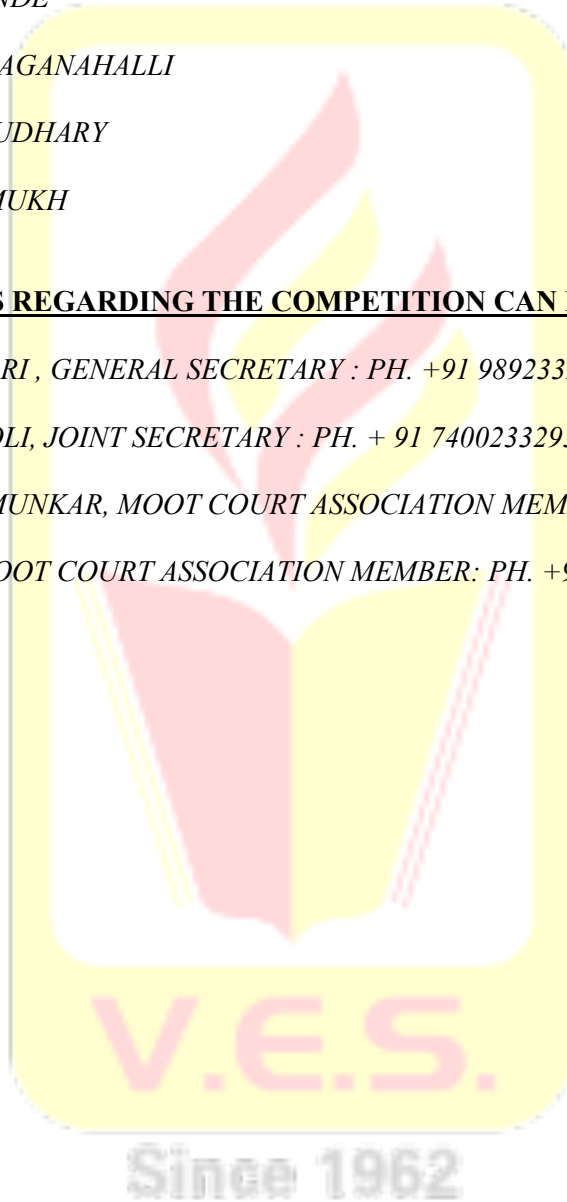 NDE
AGANAHALLI
UDHARY
MUKH
S REGARDING THE COMPETITION CAN
RI , GENERAL SECRETARY : PH. +91 989233
OLI, JOINT SECRETARY : PH. + 91 740023329
MUNKAR, MOOT COURT ASSOCIATION MEM
OOT COURT ASSOCIATION MEMBER: PH. +9
V.E.S.
Since 1962